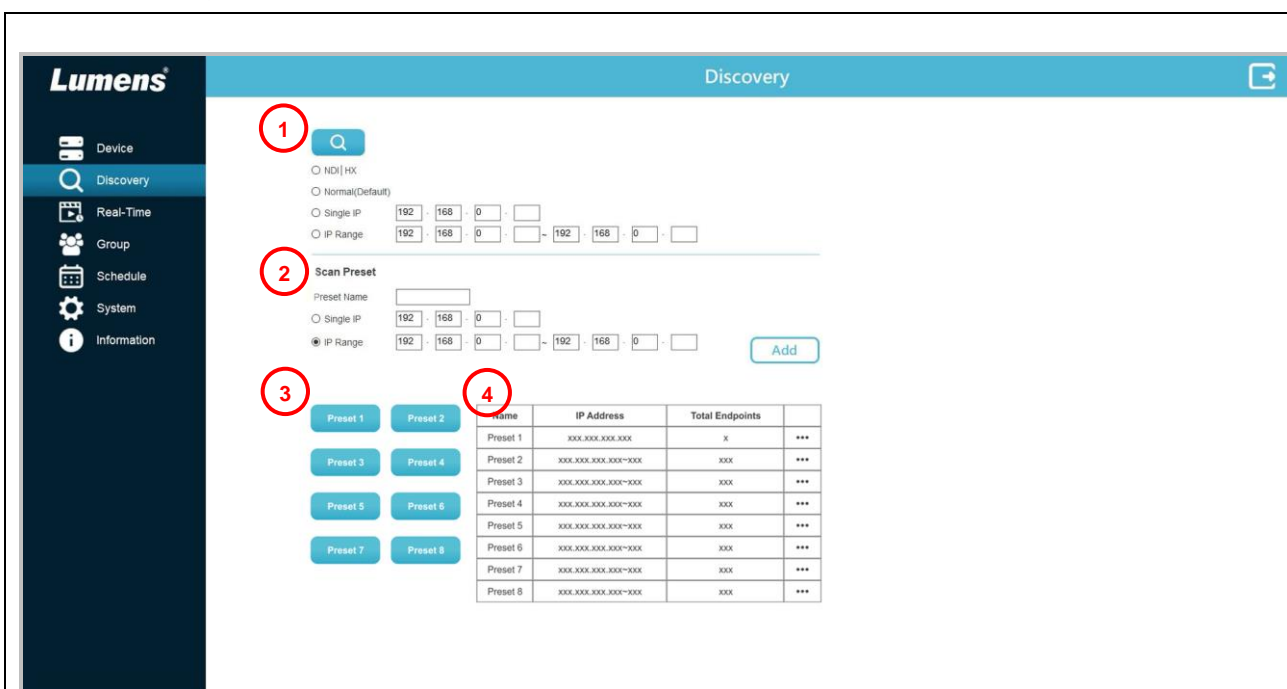 Lumens®
Discovery
Device
Discovery
Real-Time
Group
Schedule
System
Information
1
NDI|HX
Normal(Default)
Single IP 192 . 168 . 0 .
IP Range 192 . 168 . 0 . ~ 192 . 168 . 0 .
2 Scan Preset
Preset Name
Single IP 192 . 168 . 0 .
IP Range 192 . 168 . 0 . ~ 192 . 168 . 0 .
Add
3
Preset 1 Preset 2
Preset 3 Preset 4
Preset 5 Preset 6
Preset 7 Preset 8
4
Name IP Address Total Endpoints
Preset 1 xxx.xxx.xxx.xxx x •••
Preset 2 xxx.xxx.xxx.xxx~xxx xxx •••
Preset 3 xxx.xxx.xxx.xxx~xxx xxx •••
Preset 4 xxx.xxx.xxx.xxx~xxx xxx •••
Preset 5 xxx.xxx.xxx.xxx~xxx xxx •••
Preset 6 xxx.xxx.xxx.xxx~xxx xxx •••
Preset 7 xxx.xxx.xxx.xxx~xxx xxx •••
Preset 8 xxx.xxx.xxx.xxx~xxx xxx •••